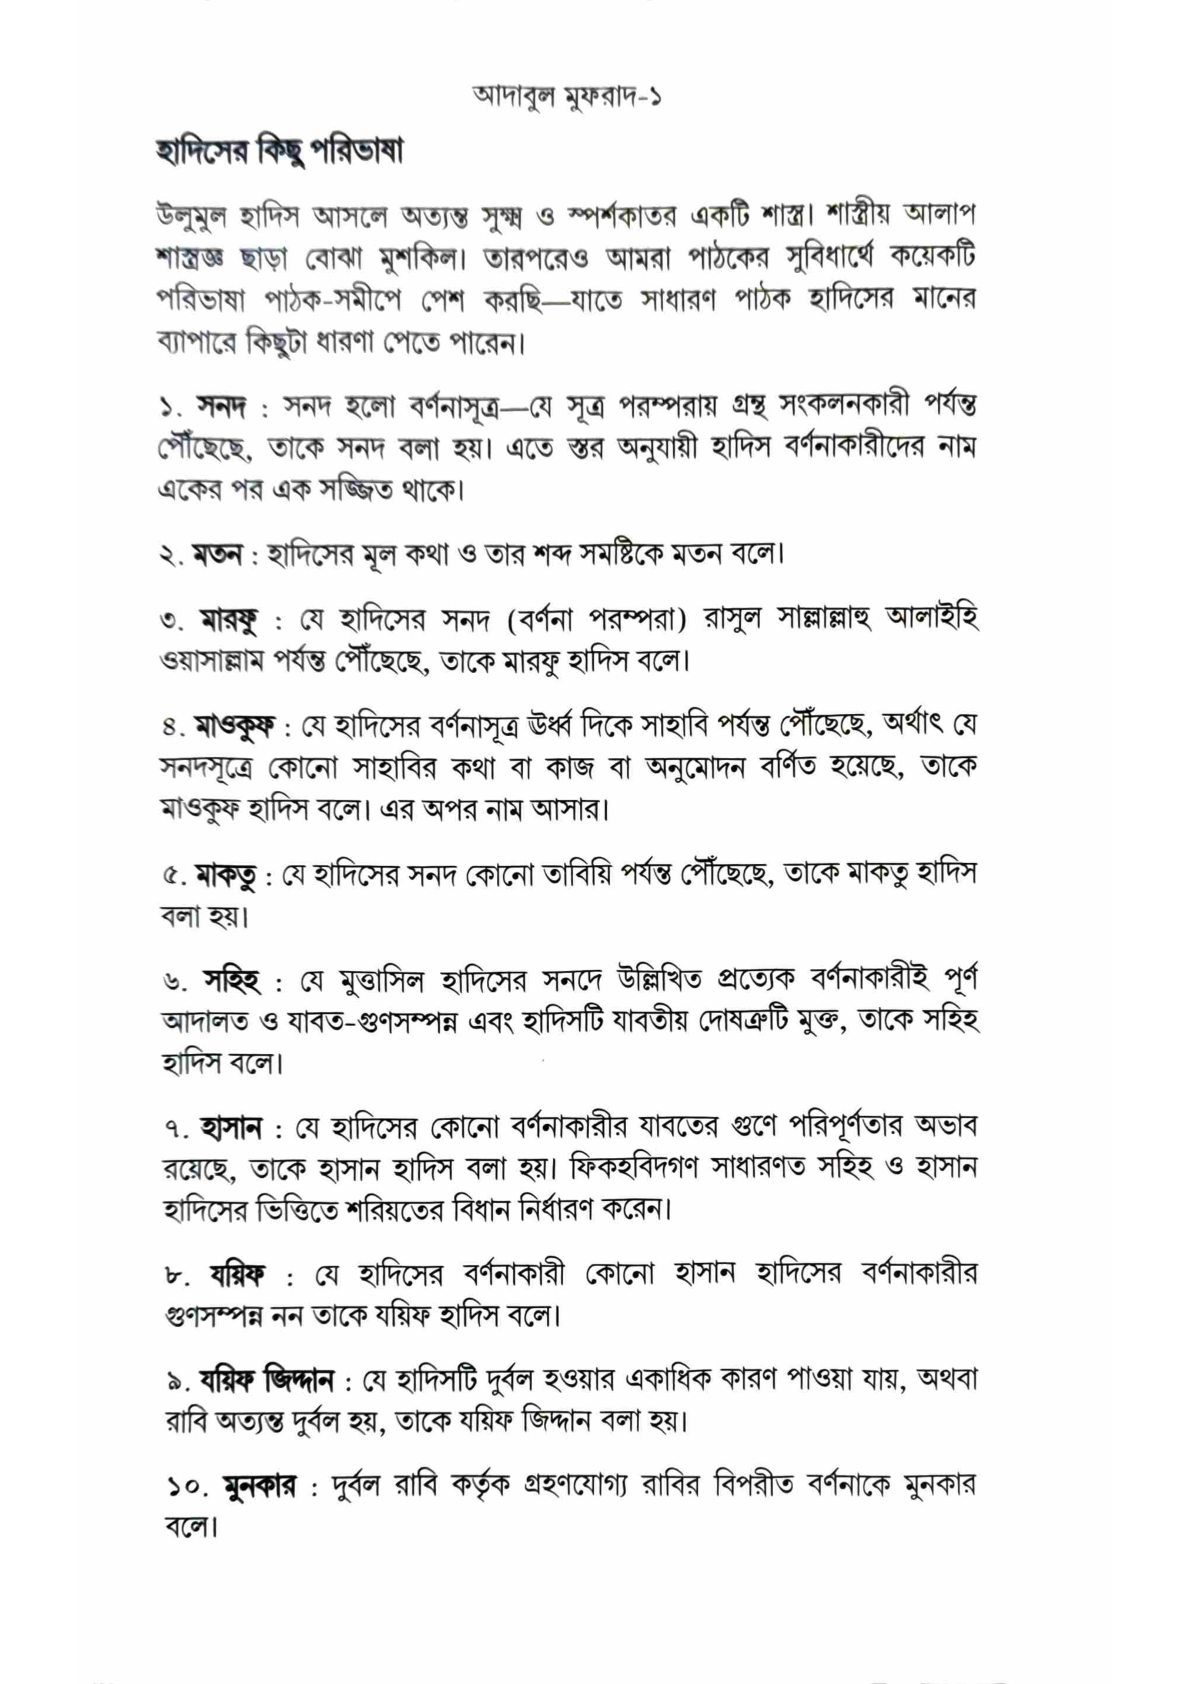 আদাবুল মুফরাদ-১
হাদিসের কিছু পরিভাষা
উলুমুল হাদিস আসলে অত্যন্ত সুক্ষ্ম ও স্পর্শকাতর একটি শাস্ত্র। শাস্ত্রীয় আলাপ
শাস্ত্রজ্ঞ ছাড়া বোঝা মুশকিল। তারপরেও আমরা পাঠকের সুবিধার্থে কয়েকটি
পরিভাষা পাঠক-সমীপে পেশ করছি—যাতে সাধারণ পাঠক হাদিসের মানের
ব্যাপারে কিছুটা ধারণা পেতে পারেন।
১. সনদ : সনদ হলো বর্ণনাসূত্র—যে সূত্র পরম্পরায় গ্রন্থ সংকলনকারী পর্যন্ত
পৌঁছেছে, তাকে সনদ বলা হয়। এতে স্তর অনুযায়ী হাদিস বর্ণনাকারীদের নাম
একের পর এক সজ্জিত থাকে।
২. মতন : হাদিসের মূল কথা ও তার শব্দ সমষ্টিকে মতন বলে।
৩. মারফু : যে হাদিসের সনদ (বর্ণনা পরম্পরা) রাসুল সাল্লাল্লাহু আলাইহি
ওয়াসাল্লাম পর্যন্ত পৌঁছেছে, তাকে মারফু হাদিস বলে।
৪. মাওকুফ : যে হাদিসের বর্ণনাসূত্র ঊর্ধ্ব দিকে সাহাবি পর্যন্ত পৌঁছেছে, অর্থাৎ যে
সনদসূত্রে কোনো সাহাবির কথা বা কাজ বা অনুমোদন বর্ণিত হয়েছে, তাকে
মাওকুফ হাদিস বলে। এর অপর নাম আসার।
৫. মাকতু : যে হাদিসের সনদ কোনো তাবিয়ি পর্যন্ত পৌঁছেছে, তাকে মাকতু হাদিস
বলা হয়।
৬. সহিহ : যে মুত্তাসিল হাদিসের সনদে উল্লিখিত প্রত্যেক বর্ণনাকারীই পূর্ণ
আদালত ও যাবত-গুণসম্পন্ন এবং হাদিসটি যাবতীয় দোষত্রুটি মুক্ত, তাকে সহিহ
হাদিস বলে।
৭. হাসান : যে হাদিসের কোনো বর্ণনাকারীর যাবতের গুণে পরিপূর্ণতার অভাব
রয়েছে, তাকে হাসান হাদিস বলা হয়। ফিকহবিদগণ সাধারণত সহিহ ও হাসান
হাদিসের ভিত্তিতে শরিয়তের বিধান নির্ধারণ করেন।
৮. যয়িফ : যে হাদিসের বর্ণনাকারী কোনো হাসান হাদিসের বর্ণনাকারীর
গুণসম্পন্ন নন তাকে যয়িফ হাদিস বলে।
৯. যয়িফ জিদ্দান : যে হাদিসটি দুর্বল হওয়ার একাধিক কারণ পাওয়া যায়, অথবা
রাবি অত্যন্ত দুর্বল হয়, তাকে যয়িফ জিদ্দান বলা হয়।
১০. মুনকার : দুর্বল রাবি কর্তৃক গ্রহণযোগ্য রাবির বিপরীত বর্ণনাকে মুনকার
বলে।